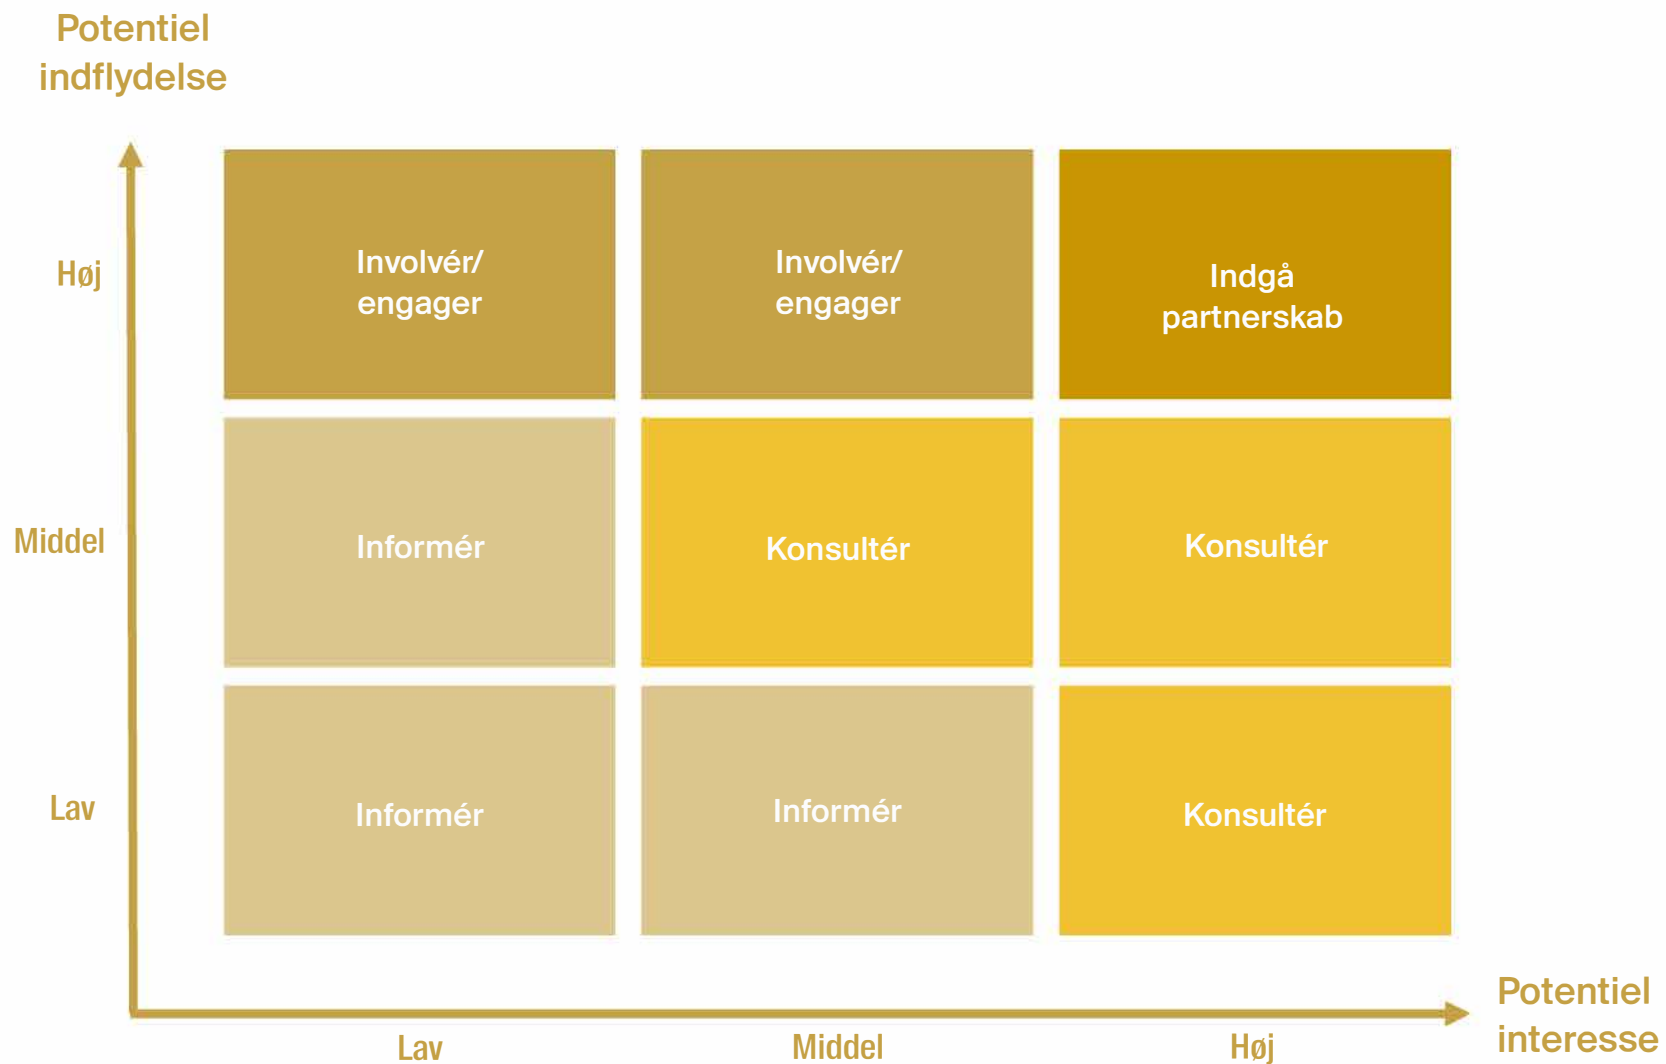 Potentiel
indflydelse
Høj
Involvér/
engager
Involvér/
engager
Indgå
partnerskab
Middel
Informér
Konsultér
Konsultér
Lav
Informér
Informér
Konsultér
Lav
Middel
Høj
Potentiel
interesse